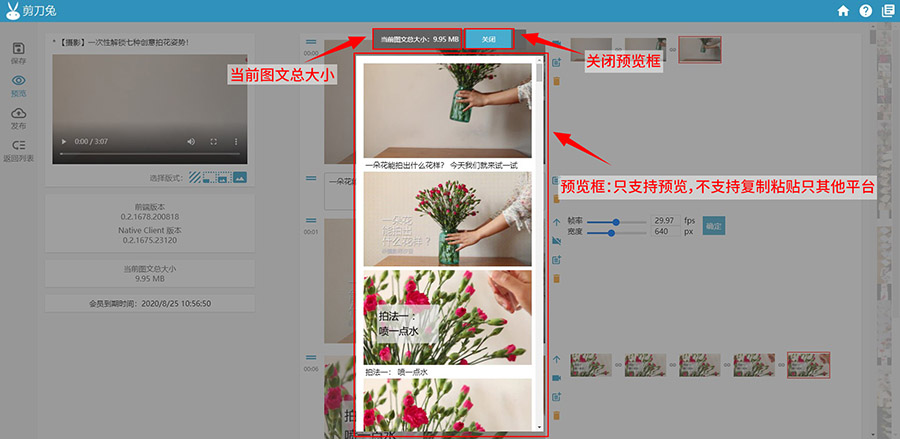 剪刀兔
保存
预览
发布
返回列表
*【摄影】一次性解锁七种创意拍花姿势!
0:00 / 3:07
选择版式:
前端版本
0.2.1678.200818
Native Client 版本
0.2.1675.23120
当前图文总大小
9.95 MB
会员到期时间: 2020/8/25 10:56:50
当前图文总大小: 9.95 MB
关闭
当前图文总大小
关闭预览框
00:00
一朵花能拍出什么花样? 今天我们就来试一试
一朵花
能拍出
什么花样?
一朵花能
00:01
预览框:只支持预览,不支持复制粘贴只其他平台
帧率
29.97
fps
宽度
640
px
确定
拍法一:
喷一点水
拍法一: 喷一点水
00:06
拍法
喷一点水